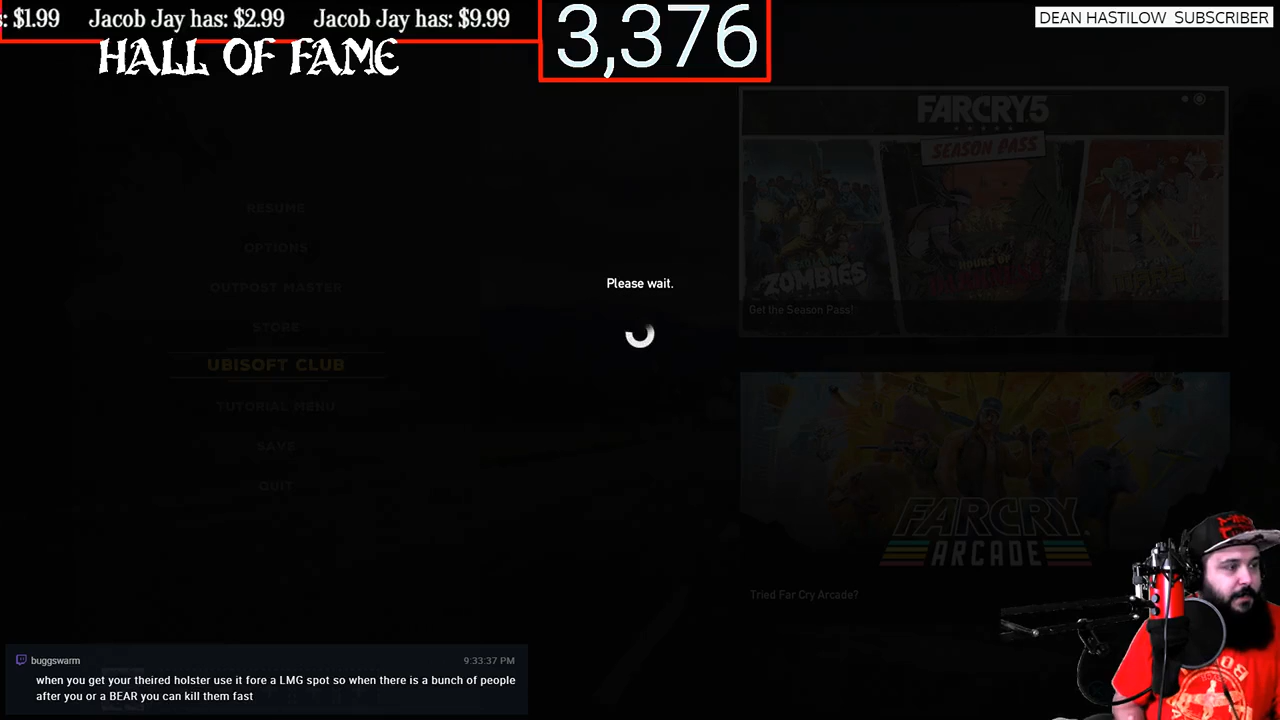 : $1.99 Jacob Jay has: $2.99 Jacob Jay has: $9.99
HALL OF FAME
3,376
DEAN HASTILOW SUBSCRIBER
FARCRY5
SEASON PASS
ZOMBIES
HOURS OF
Get the Season Pass!
RESUME
OPTIONS
OUTPOST MASTER
STORE
UBISOFT CLUB
TUTORIAL MENU
SAVE
QUIT
Please wait.
FARCRY
ARCADE
Tried Far Cry Arcade?
buggswarm 9:33:37 PM
when you get your theired holster use it fore a LMG spot so when there is a bunch of people
after you or a BEAR you can kill them fast